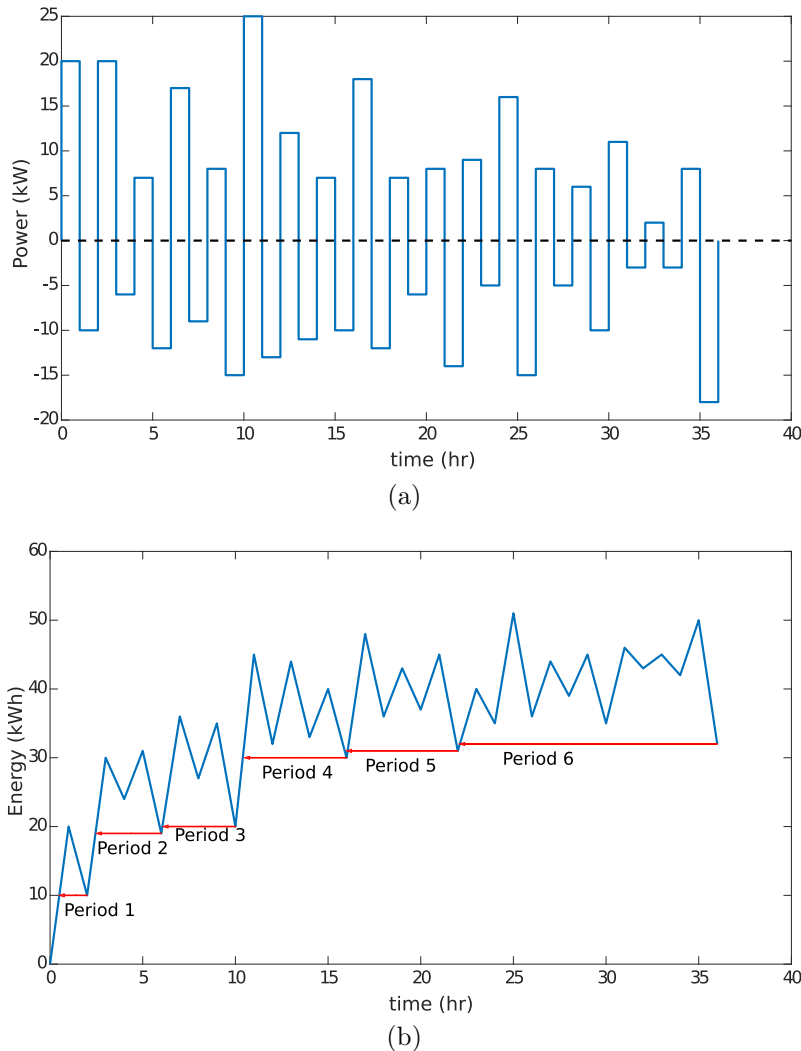 25
20
15
10
5
0
-5
-10
-15
-20
Power (kW)
0 5 10 15 20 25 30 35 40
time (hr)
(a)
60
50
40
30
20
10
0
Energy (kWh)
Period 1
Period 2
Period 3
Period 4
Period 5
Period 6
0 5 10 15 20 25 30 35 40
time (hr)
(b)